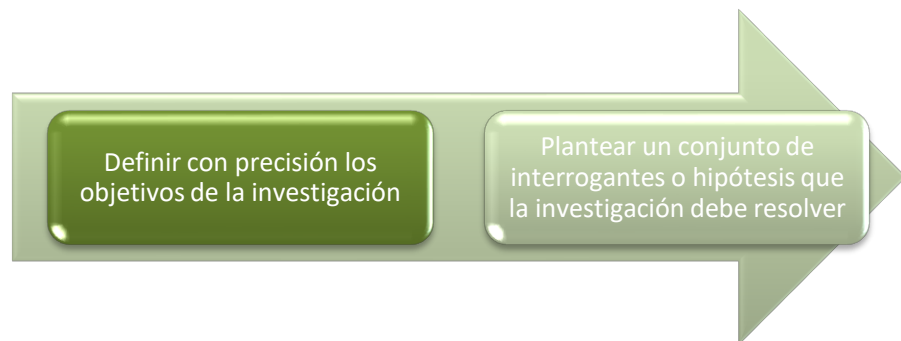 Definir con precisión los
objetivos de la investigación
Plantear un conjunto de
interrogantes o hipótesis que
la investigación debe resolver